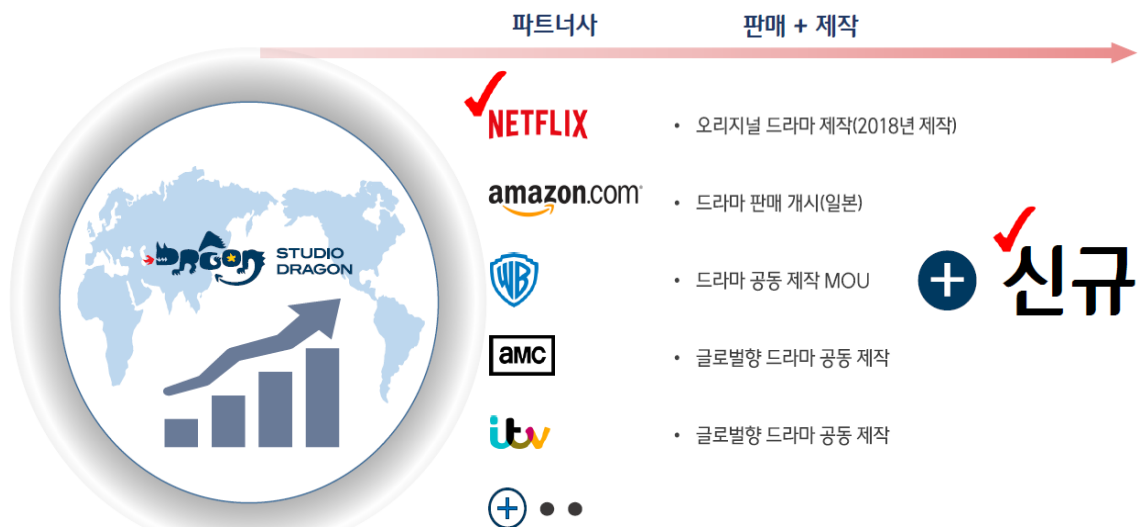 파트너사
판매 + 제작
NETFLIX
• 오리지널 드라마 제작(2018년 제작)
amazon.com
• 드라마 판매 개시(일본)
DRAGON
STUDIO
DRAGON
WB
• 드라마 공동 제작 MOU
+ 신규
aMC
• 글로벌향 드라마 공동 제작
itv
• 글로벌향 드라마 공동 제작
+ ● ●